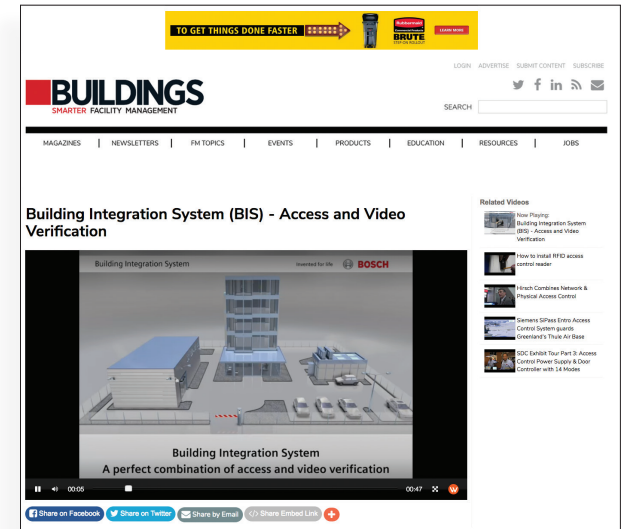 TO GET THINGS DONE FASTER
Rubbermaid
BRUTE
LEARN MORE
LOGIN ADVERTISE SUBMIT CONTENT SUBSCRIBE
BUILDINGS
SMARTER FACILITY MANAGEMENT
SEARCH
MAGAZINES | NEWSLETTERS | FM TOPICS | EVENTS | PRODUCTS | EDUCATION | RESOURCES | JOBS
Building Integration System (BIS) - Access and Video
Verification
Building Integration System
Invented for life
BOSCH
Building Integration System
A perfect combination of access and video verification
00:05
00:47
Share on Facebook
Share on Twitter
Share by Email
</> Share Embed Link
Related Videos
Now Playing:
Building Integration System
(BIS) - Access and Video
Verification
How to install RFID access
control reader
Hirsch Combines Network &
Physical Access Control
Siemens SiPass Entro Access
Control System guards
Greenland's Thule Air Base
SDC Exhibit Tour Part 3: Access
Control Power Supply & Door
Controller with 14 Modes